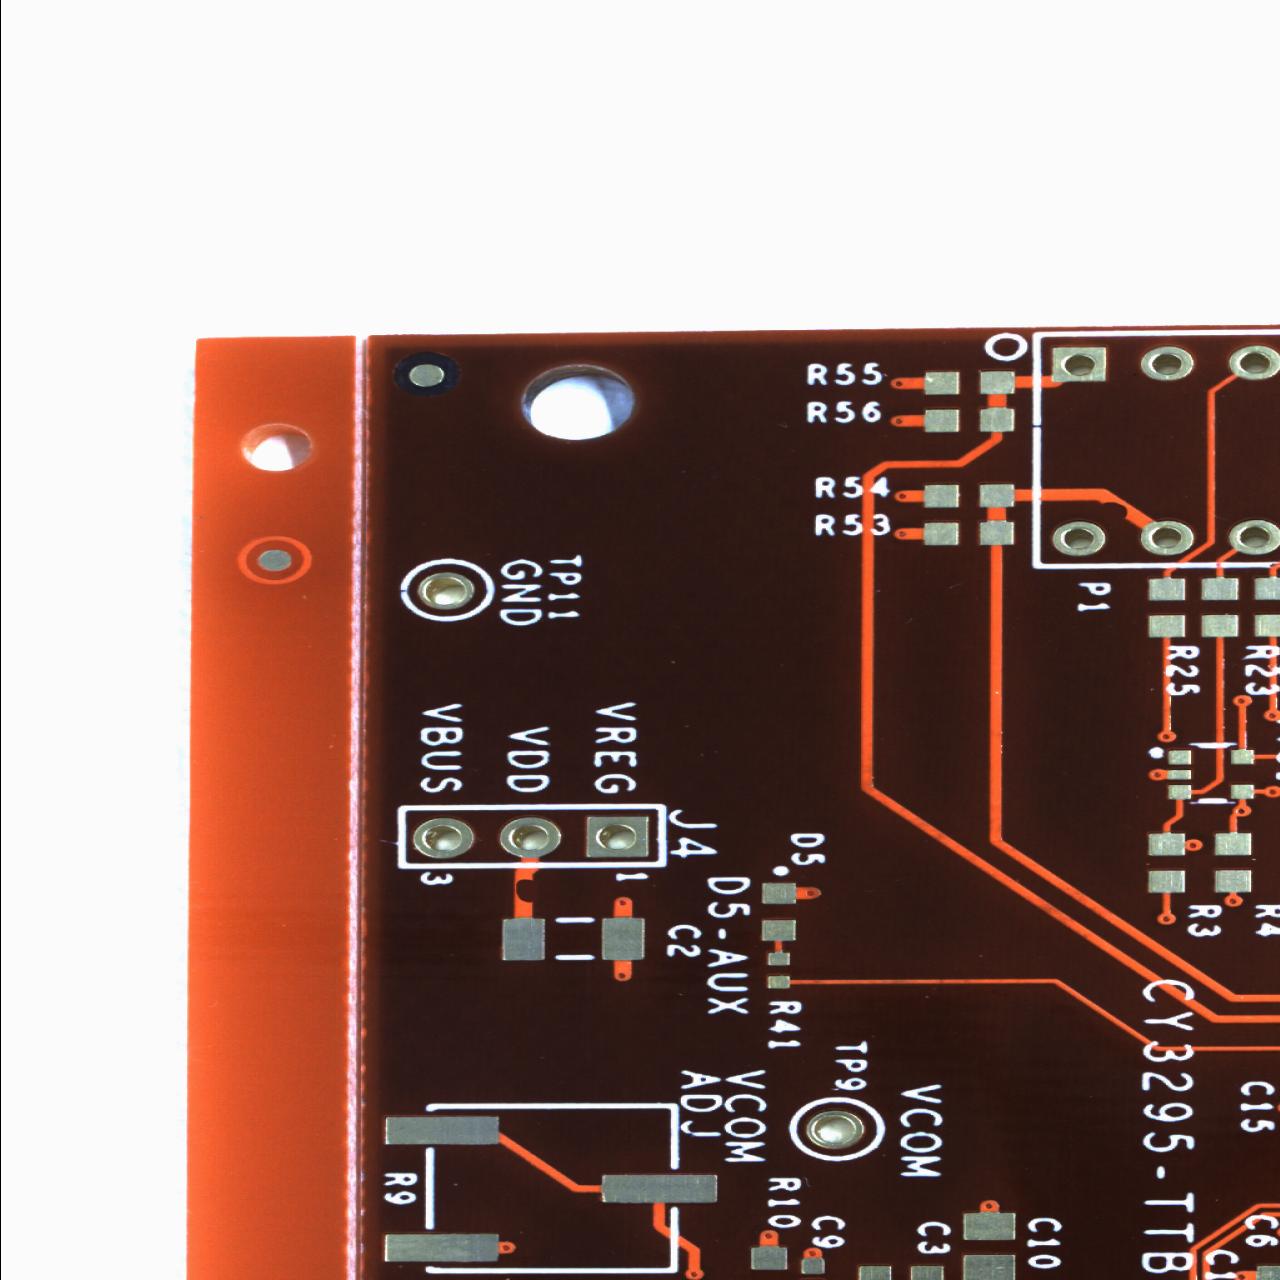 R55
R56
R54
R53
P1
TP11
GND
R25
R23
VBUS
VDD
VREG
J4
3
1
D5
C2
D5-AUX
R3
R4
R41
CY3295-TTB
TP9
VCOM
VCOM
ADJ
C15
R9
R10
C9
C3
C10
C6